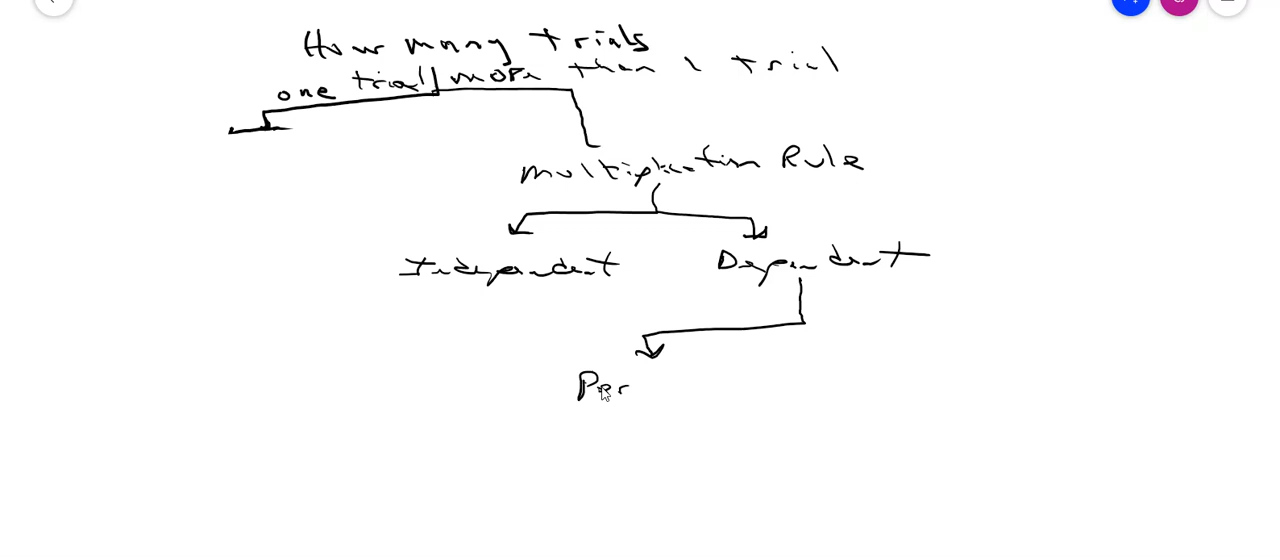 How many trials
one trial more than 1 trial
multiplication Rule
Independent Dependent
Per